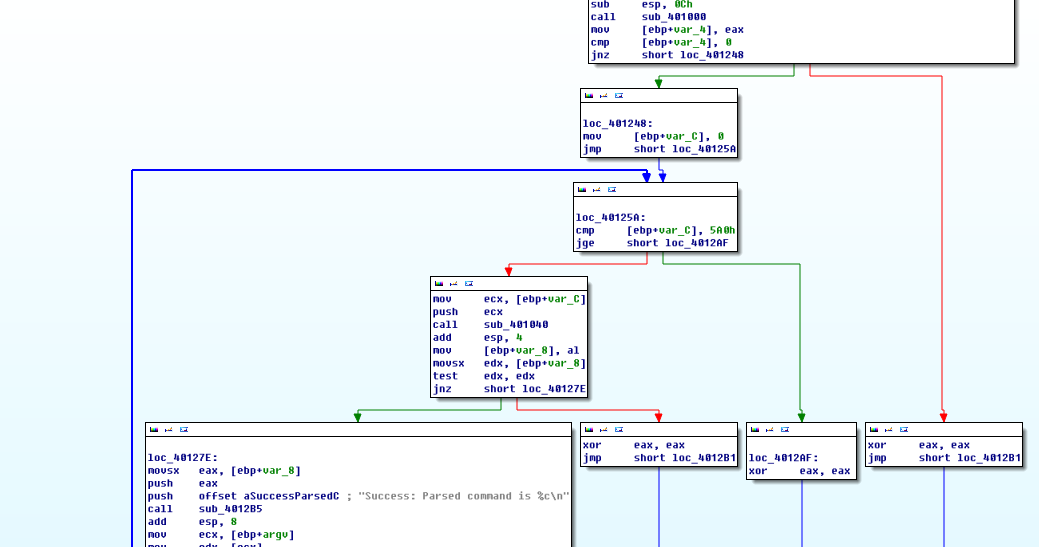 sub esp, 0Ch
call sub_401000
mov [ebp+var_4], eax
cmp [ebp+var_4], 0
jnz short loc_401248
loc_401248:
mov [ebp+var_C], 0
jmp short loc_40125A
loc_40125A:
cmp [ebp+var_C], 5A0h
jge short loc_4012AF
mov ecx, [ebp+var_C]
push ecx
call sub_401040
add esp, 4
mov [ebp+var_8], al
movsx edx, [ebp+var_8]
test edx, edx
jnz short loc_40127E
loc_40127E:
movsx eax, [ebp+var_8]
push eax
push offset aSuccessParsedC ; "Success: Parsed command is %c\n"
call sub_4012B5
add esp, 8
mov ecx, [ebp+argv]
mov edx, [ecx]
xor eax, eax
jmp short loc_4012B1
loc_4012AF:
xor eax, eax
xor eax, eax
jmp short loc_4012B1